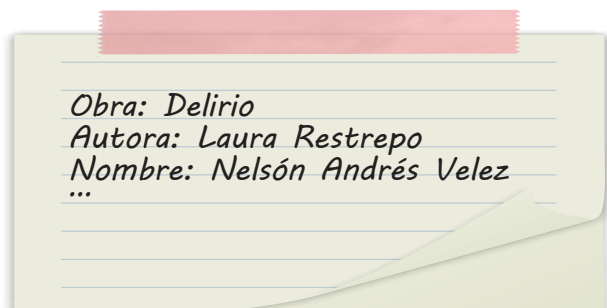 Obra: Delirio
Autora: Laura Restrepo
Nombre: Nelsón Andrés Velez
...